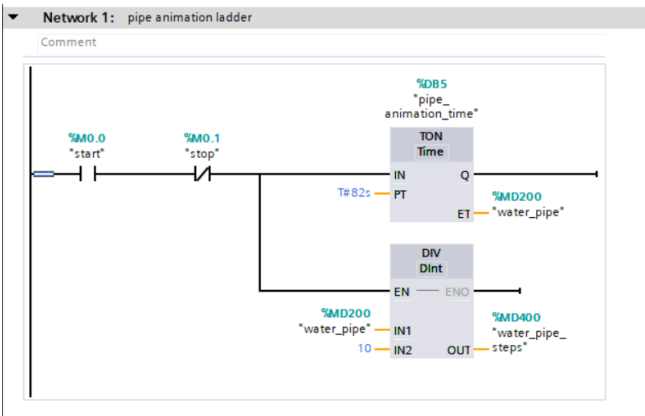 Network 1: pipe animation ladder
Comment
%DB5
"pipe_
animation_time"
%M0.0
"start"
%M0.1
"stop"
TON
Time
IN
Q
T#82s
PT
%MD200
ET
"water_pipe"
DIV
DInt
EN
ENO
%MD200
"water_pipe"
IN1
10
IN2
%MD400
"water_pipe_
OUT
steps"